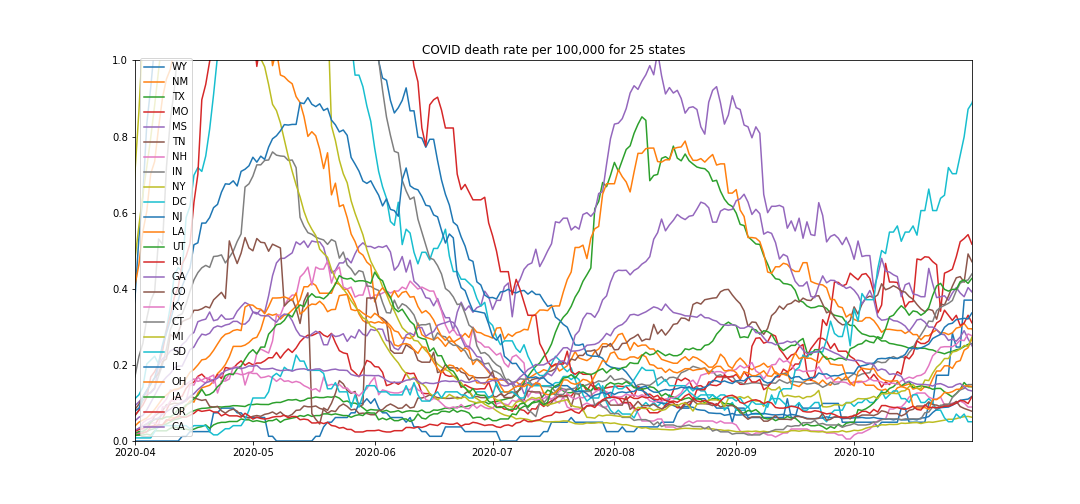 COVID death rate per 100,000 for 25 states
1.0
0.8
0.6
0.4
0.2
0.0
WY
NM
TX
MO
MS
TN
NH
IN
NY
DC
NJ
LA
UT
RI
GA
CO
KY
CT
MI
SD
IL
OH
IA
OR
CA
2020-04 2020-05 2020-06 2020-07 2020-08 2020-09 2020-10